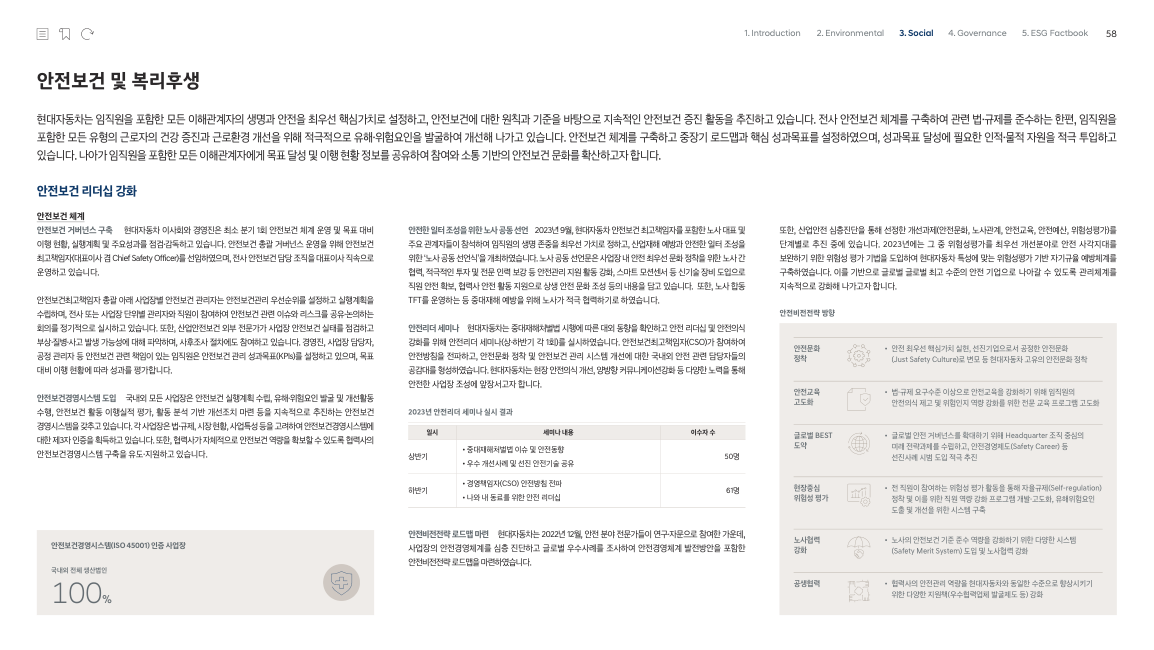 1. Introduction 2. Environmental 3. Social 4. Governance 5. ESG Factbook 58
안전보건 및 복리후생
현대자동차는 임직원을 포함한 모든 이해관계자의 생명과 안전을 최우선 핵심가치로 설정하고, 안전보건에 대한 원칙과 기준을 바탕으로 지속적인 안전보건 증진 활동을 추진하고 있습니다. 전사 안전보건 체계를 구축하여 관련 법·규제를 준수하는 한편, 임직원을
포함한 모든 유형의 근로자의 건강 증진과 근로환경 개선을 위해 적극적으로 유해·위험요인을 발굴하여 개선해 나가고 있습니다. 안전보건 체계를 구축하고 중장기 로드맵과 핵심 성과목표를 설정하였으며, 성과목표 달성에 필요한 인적·물적 자원을 적극 투입하고
있습니다. 나아가 임직원을 포함한 모든 이해관계자에게 목표 달성 및 이행 현황 정보를 공유하여 참여와 소통 기반의 안전보건 문화를 확산하고자 합니다.
안전보건 리더십 강화
안전보건 체계
안전보건 거버넌스 구축 현대자동차 이사회와 경영진은 최소 분기 1회 안전보건 체계 운영 및 목표 대비
이행 현황, 실행계획 및 주요성과를 점검·감독하고 있습니다. 안전보건 총괄 거버넌스 운영을 위해 안전보건
최고책임자(대표이사 겸 Chief Safety Officer)를 선임하였으며, 전사 안전보건 담당 조직을 대표이사 직속으로
운영하고 있습니다.
안전보건최고책임자 총괄 아래 사업장별 안전보건 관리자는 안전보건관리 우선순위를 설정하고 실행계획을
수립하며, 전사 또는 사업장 단위별 관리자와 직원이 참여하여 안전보건 관련 이슈와 리스크를 공유·논의하는
회의를 정기적으로 실시하고 있습니다. 또한, 산업안전보건 외부 전문가가 사업장 안전보건 실태를 점검하고
부상·질병·사고 발생 가능성에 대해 파악하며, 사후조사 절차에도 참여하고 있습니다. 경영진, 사업장 담당자,
공정 관리자 등 안전보건 관련 책임이 있는 임직원은 안전보건 관리 성과목표(KPIs)를 설정하고 있으며, 목표
대비 이행 현황에 따라 성과를 평가합니다.
안전보건경영시스템 도입 국내외 모든 사업장은 안전보건 실행계획 수립, 유해·위험요인 발굴 및 개선활동
수행, 안전보건 활동 이행실적 평가, 활동 분석 기반 개선조치 마련 등을 지속적으로 추진하는 안전보건
경영시스템을 갖추고 있습니다. 각 사업장은 법·규제, 시장 현황, 사업특성 등을 고려하여 안전보건경영시스템에
대한 제3자 인증을 획득하고 있습니다. 또한, 협력사가 자체적으로 안전보건 역량을 확보할 수 있도록 협력사의
안전보건경영시스템 구축을 유도·지원하고 있습니다.
안전보건경영시스템(ISO 45001) 인증 사업장
국내외 전체 생산법인
100%
안전한 일터 조성을 위한 노사 공동 선언 2023년 9월, 현대자동차 안전보건 최고책임자를 포함한 노사 대표 및
주요 관계자들이 참석하여 임직원의 생명 존중을 최우선 가치로 정하고, 산업재해 예방과 안전한 일터 조성을
위한 '노사 공동 선언식'을 개최하였습니다. 노사 공동 선언문은 사업장 내 안전 최우선 문화 정착을 위한 노사 간
협력, 적극적인 투자 및 전문 인력 보강 등 안전관리 지원 활동 강화, 스마트 모션센서 등 신기술 장비 도입으로
직원 안전 확보, 협력사 안전 활동 지원으로 상생 안전 문화 조성 등의 내용을 담고 있습니다. 또한, 노사 합동
TFT를 운영하는 등 중대재해 예방을 위해 노사가 적극 협력하기로 하였습니다.
안전리더 세미나 현대자동차는 중대재해처벌법 시행에 따른 대외 동향을 확인하고 안전 리더십 및 안전의식
강화를 위해 안전리더 세미나(상·하반기 각 1회)를 실시하였습니다. 안전보건최고책임자(CSO)가 참여하여
안전방침을 전파하고, 안전문화 정착 및 안전보건 관리 시스템 개선에 대한 국내외 안전 관련 담당자들의
공감대를 형성하였습니다. 현대자동차는 현장 안전의식 개선, 양방향 커뮤니케이션강화 등 다양한 노력을 통해
안전한 사업장 조성에 앞장서고자 합니다.
2023년 안전리더 세미나 실시 결과
일시 세미나 내용 이수자 수
상반기 • 중대재해처벌법 이슈 및 안전동향 50명
• 우수 개선사례 및 선진 안전기술 공유
하반기 • 경영책임자(CSO) 안전방침 전파 61명
• 나와 내 동료를 위한 안전 리더십
안전비전전략 로드맵 마련 현대자동차는 2022년 12월, 안전 분야 전문가들이 연구·자문으로 참여한 가운데,
사업장의 안전경영체계를 심층 진단하고 글로벌 우수사례를 조사하여 안전경영체계 발전방안을 포함한
안전비전전략 로드맵을 마련하였습니다.
또한, 산업안전 심층진단을 통해 선정한 개선과제(안전문화, 노사관계, 안전교육, 안전예산, 위험성평가)를
단계별로 추진 중에 있습니다. 2023년에는 그 중 위험성평가를 최우선 개선분야로 안전 사각지대를
보완하기 위한 위험성 평가 기법을 도입하여 현대자동차 특성에 맞는 위험성평가 기반 자기규율 예방체계를
구축하였습니다. 이를 기반으로 글로벌 글로벌 최고 수준의 안전 기업으로 나아갈 수 있도록 관리체계를
지속적으로 강화해 나가고자 합니다.
안전비전전략 방향
안전문화
정착
• 안전 최우선 핵심가치 실현, 선진기업으로서 공정한 안전문화
(Just Safety Culture)로 변모 등 현대자동차 고유의 안전문화 정착
안전교육
고도화
• 법·규제 요구수준 이상으로 안전교육을 강화하기 위해 임직원의
안전의식 제고 및 위험인지 역량 강화를 위한 전문 교육 프로그램 고도화
글로벌 BEST
도약
• 글로벌 안전 거버넌스를 확대하기 위해 Headquarter 조직 중심의
미래 전략과제를 수립하고, 안전경영제도(Safety Career) 등
선진사례 시범 도입 적극 추진
현장중심
위험성 평가
• 전 직원이 참여하는 위험성 평가 활동을 통해 자율규제(Self-regulation)
정착 및 이를 위한 직원 역량 강화 프로그램 개발·고도화, 유해위험요인
도출 및 개선을 위한 시스템 구축
노사협력
강화
• 노사의 안전보건 기준 준수 역량을 강화하기 위한 다양한 시스템
(Safety Merit System) 도입 및 노사협력 강화
공생협력
• 협력사의 안전관리 역량을 현대자동차와 동일한 수준으로 향상시키기
위한 다양한 지원책(우수협력업체 발굴제도 등) 강화